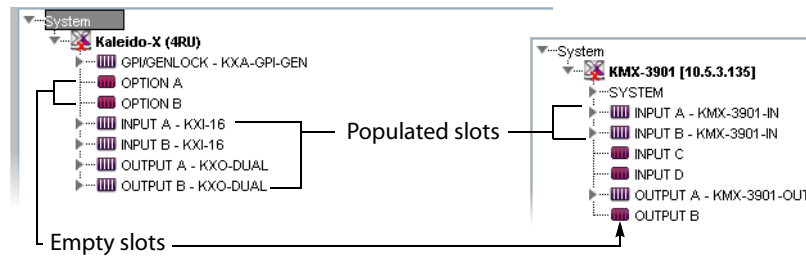 System
Kaleido-X (4RU)
GPI/GENLOCK - KXA-GPI-GEN
OPTION A
OPTION B
INPUT A - KXI-16
INPUT B - KXI-16
OUTPUT A - KXO-DUAL
OUTPUT B - KXO-DUAL
Populated slots
Empty slots
System
KMX-3901 [10.5.3.135]
SYSTEM
INPUT A - KMX-3901-IN
INPUT B - KMX-3901-IN
INPUT C
INPUT D
OUTPUT A - KMX-3901-OUT
OUTPUT B